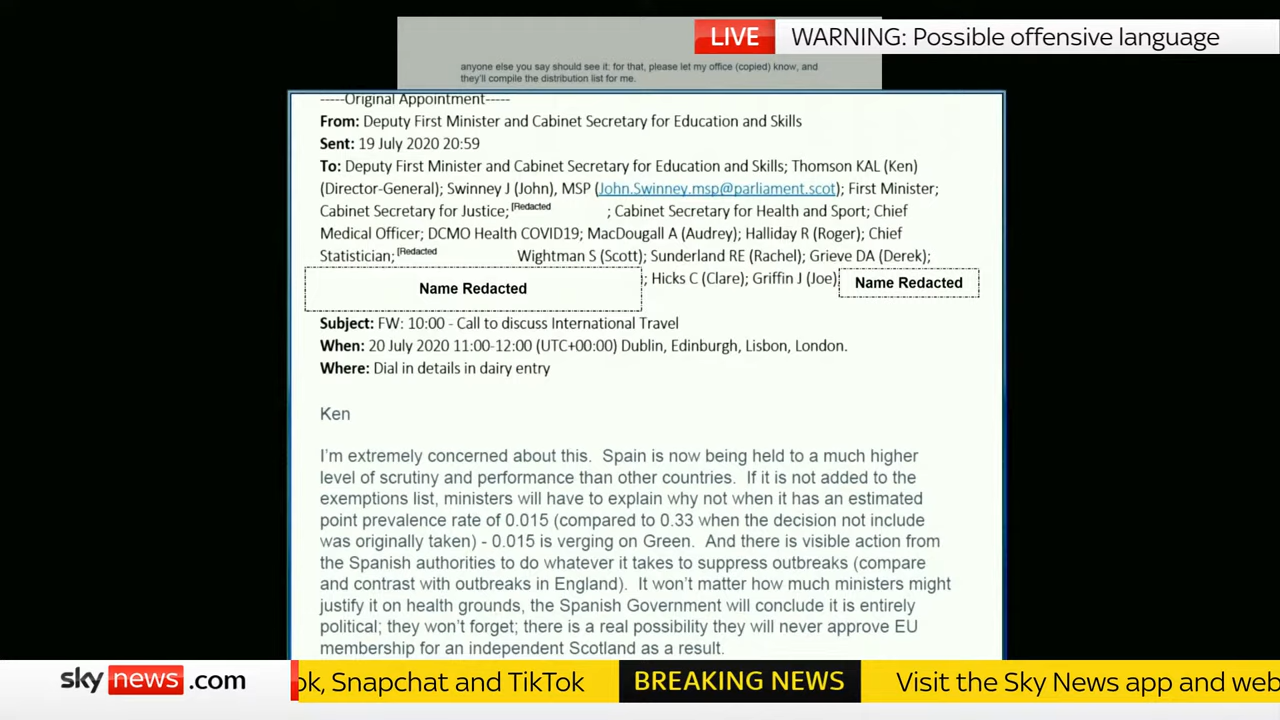 LIVE WARNING: Possible offensive language
anyone else you say should see it: for that, please let my office (copied) know, and
they'll compile the distribution list for me.
-----Original Appointment-----
From: Deputy First Minister and Cabinet Secretary for Education and Skills
Sent: 19 July 2020 20:59
To: Deputy First Minister and Cabinet Secretary for Education and Skills; Thomson KAL (Ken)
(Director-General); Swinney J (John), MSP (John.Swinney.msp@parliament.scot); First Minister;
Cabinet Secretary for Justice; [Redacted ; Cabinet Secretary for Health and Sport; Chief
Medical Officer; DCMO Health COVID19; MacDougall A (Audrey); Halliday R (Roger); Chief
Statistician; [Redacted Wightman S (Scott); Sunderland RE (Rachel); Grieve DA (Derek);
Name Redacted ; Hicks C (Clare); Griffin J (Joe) Name Redacted
Subject: FW: 10:00 - Call to discuss International Travel
When: 20 July 2020 11:00-12:00 (UTC+00:00) Dublin, Edinburgh, Lisbon, London.
Where: Dial in details in dairy entry
Ken
I'm extremely concerned about this. Spain is now being held to a much higher
level of scrutiny and performance than other countries. If it is not added to the
exemptions list, ministers will have to explain why not when it has an estimated
point prevalence rate of 0.015 (compared to 0.33 when the decision not include
was originally taken) - 0.015 is verging on Green. And there is visible action from
the Spanish authorities to do whatever it takes to suppress outbreaks (compare
and contrast with outbreaks in England). It won't matter how much ministers might
justify it on health grounds, the Spanish Government will conclude it is entirely
political; they won't forget; there is a real possibility they will never approve EU
membership for an independent Scotland as a result.
sky news .com ok, Snapchat and TikTok BREAKING NEWS Visit the Sky News app and web